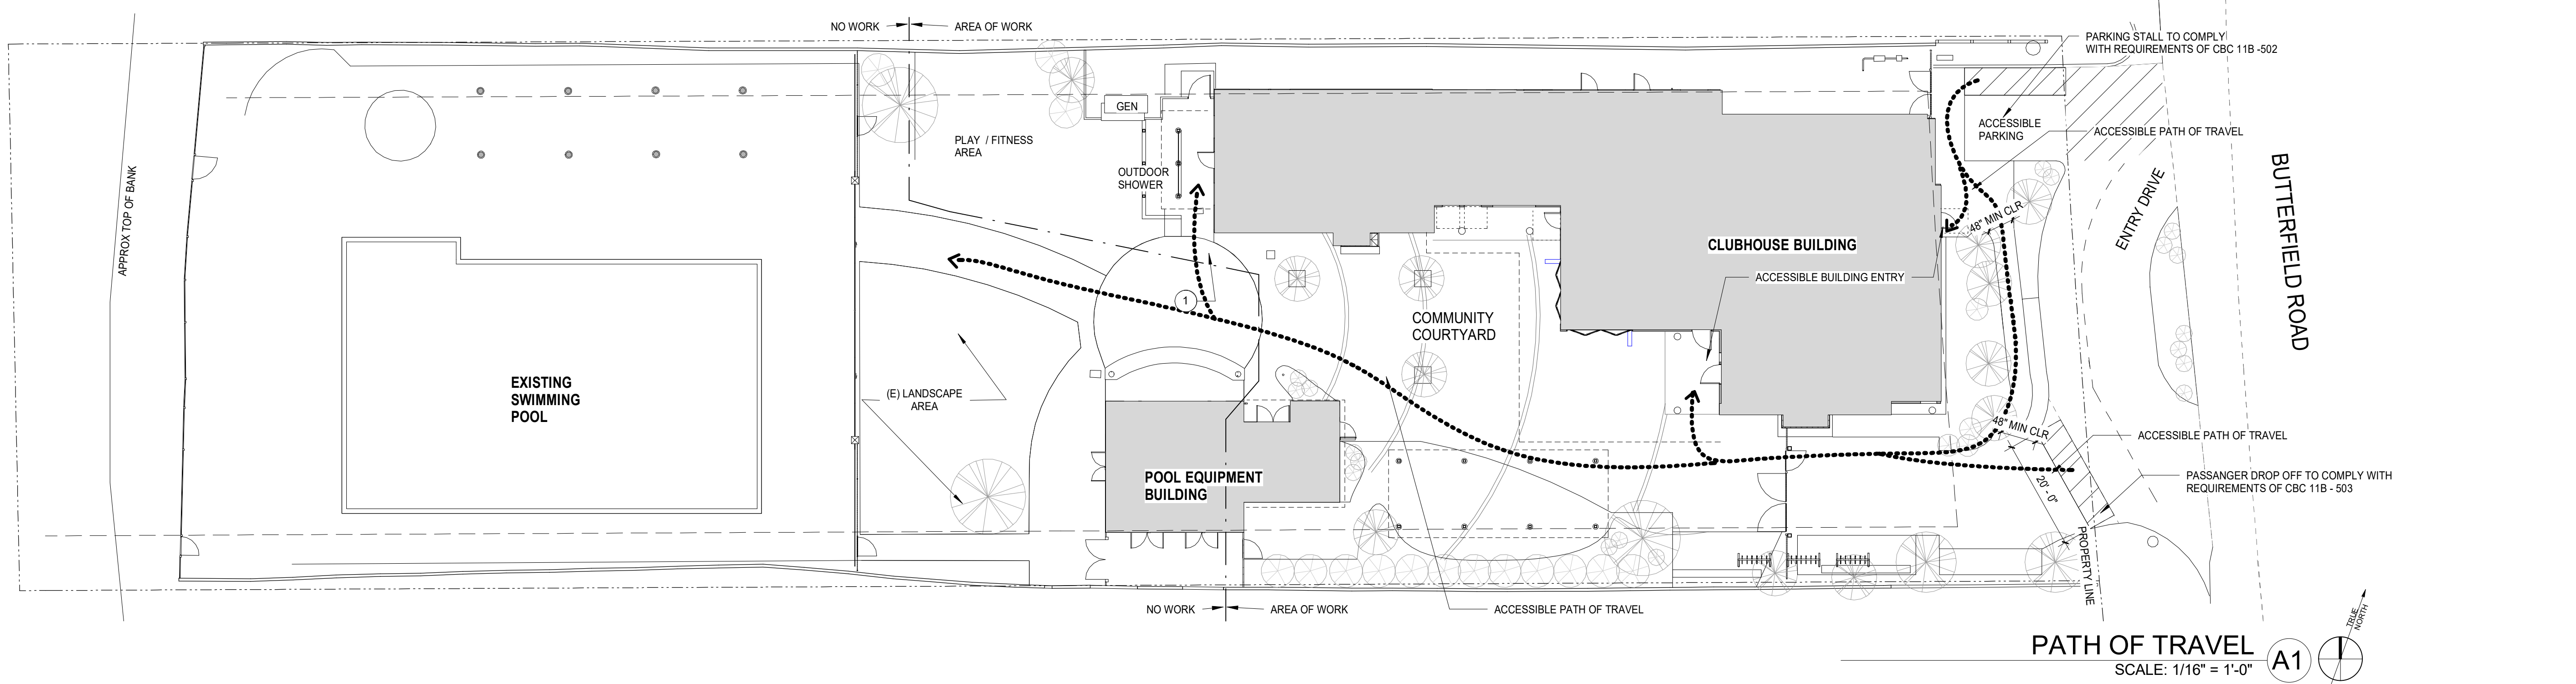 NO WORK
AREA OF WORK
PARKING STALL TO COMPLY
WITH REQUIREMENTS OF CBC 11B -502
GEN
PLAY / FITNESS
AREA
ACCESSIBLE
PARKING
ACCESSIBLE PATH OF TRAVEL
OUTDOOR
SHOWER
APPROX TOP OF BANK
ENTRY DRIVE
BUTTERFIELD ROAD
48" MIN CLR
CLUBHOUSE BUILDING
ACCESSIBLE BUILDING ENTRY
1
COMMUNITY
COURTYARD
EXISTING
SWIMMING
POOL
(E) LANDSCAPE
AREA
48" MIN CLR
ACCESSIBLE PATH OF TRAVEL
POOL EQUIPMENT
BUILDING
PASSANGER DROP OFF TO COMPLY WITH
REQUIREMENTS OF CBC 11B - 503
20' - 0"
PROPERTY LINE
NO WORK
AREA OF WORK
ACCESSIBLE PATH OF TRAVEL
TRUE
NORTH
PATH OF TRAVEL
A1
SCALE: 1/16" = 1'-0"